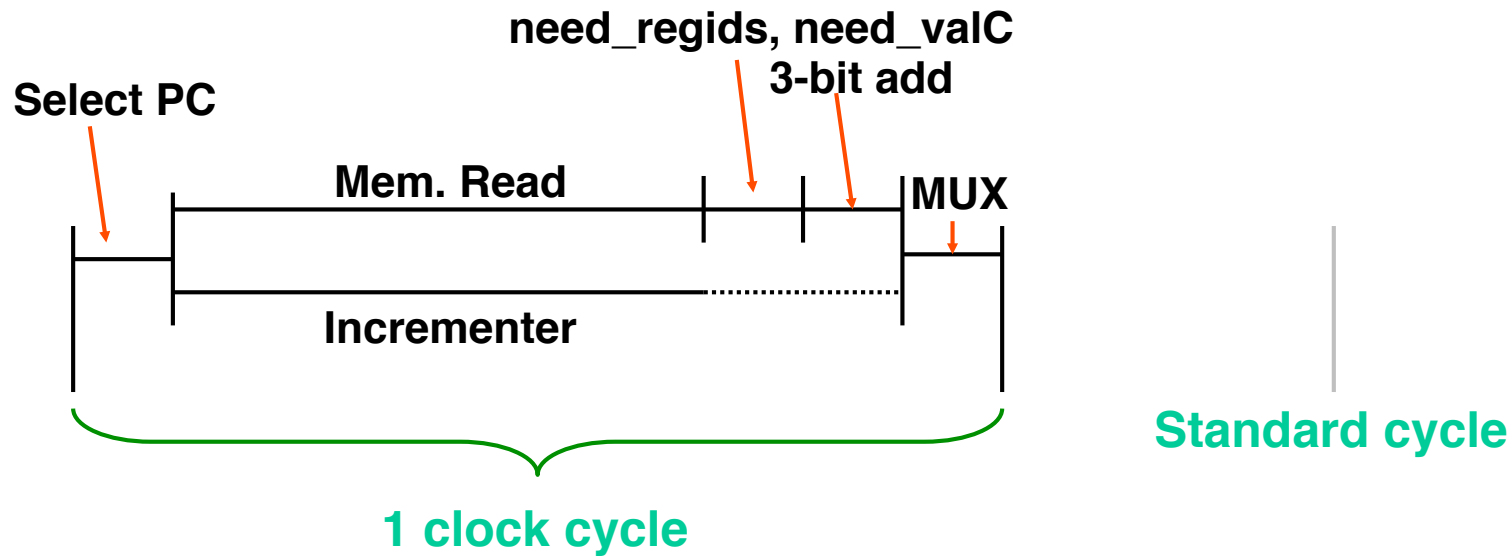 need_regids, need_valC
3-bit add
Select PC
Mem. Read
MUX
Incrementer
Standard cycle
1 clock cycle